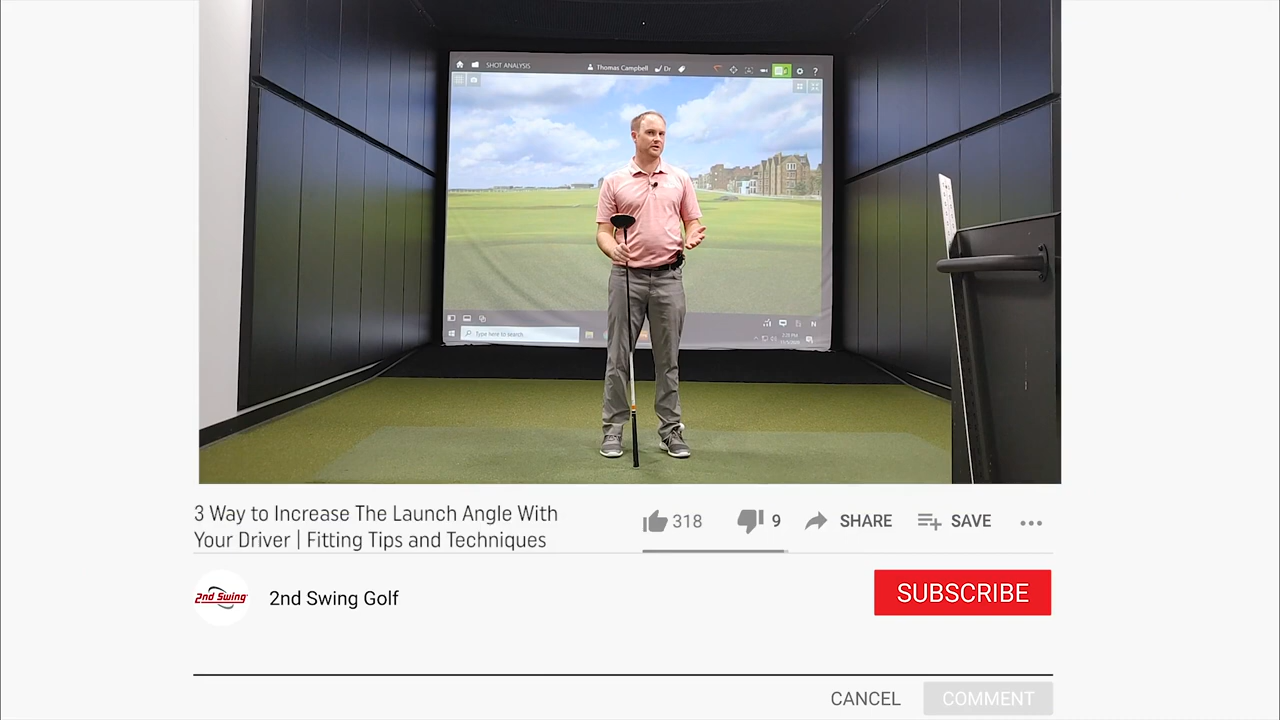 SHOT ANALYSIS
Thomas Campbell
Dr
?
Type here to search
N
3 Way to Increase The Launch Angle With
Your Driver | Fitting Tips and Techniques
318
9
SHARE
SAVE
2nd Swing
2nd Swing Golf
SUBSCRIBE
CANCEL
COMMENT